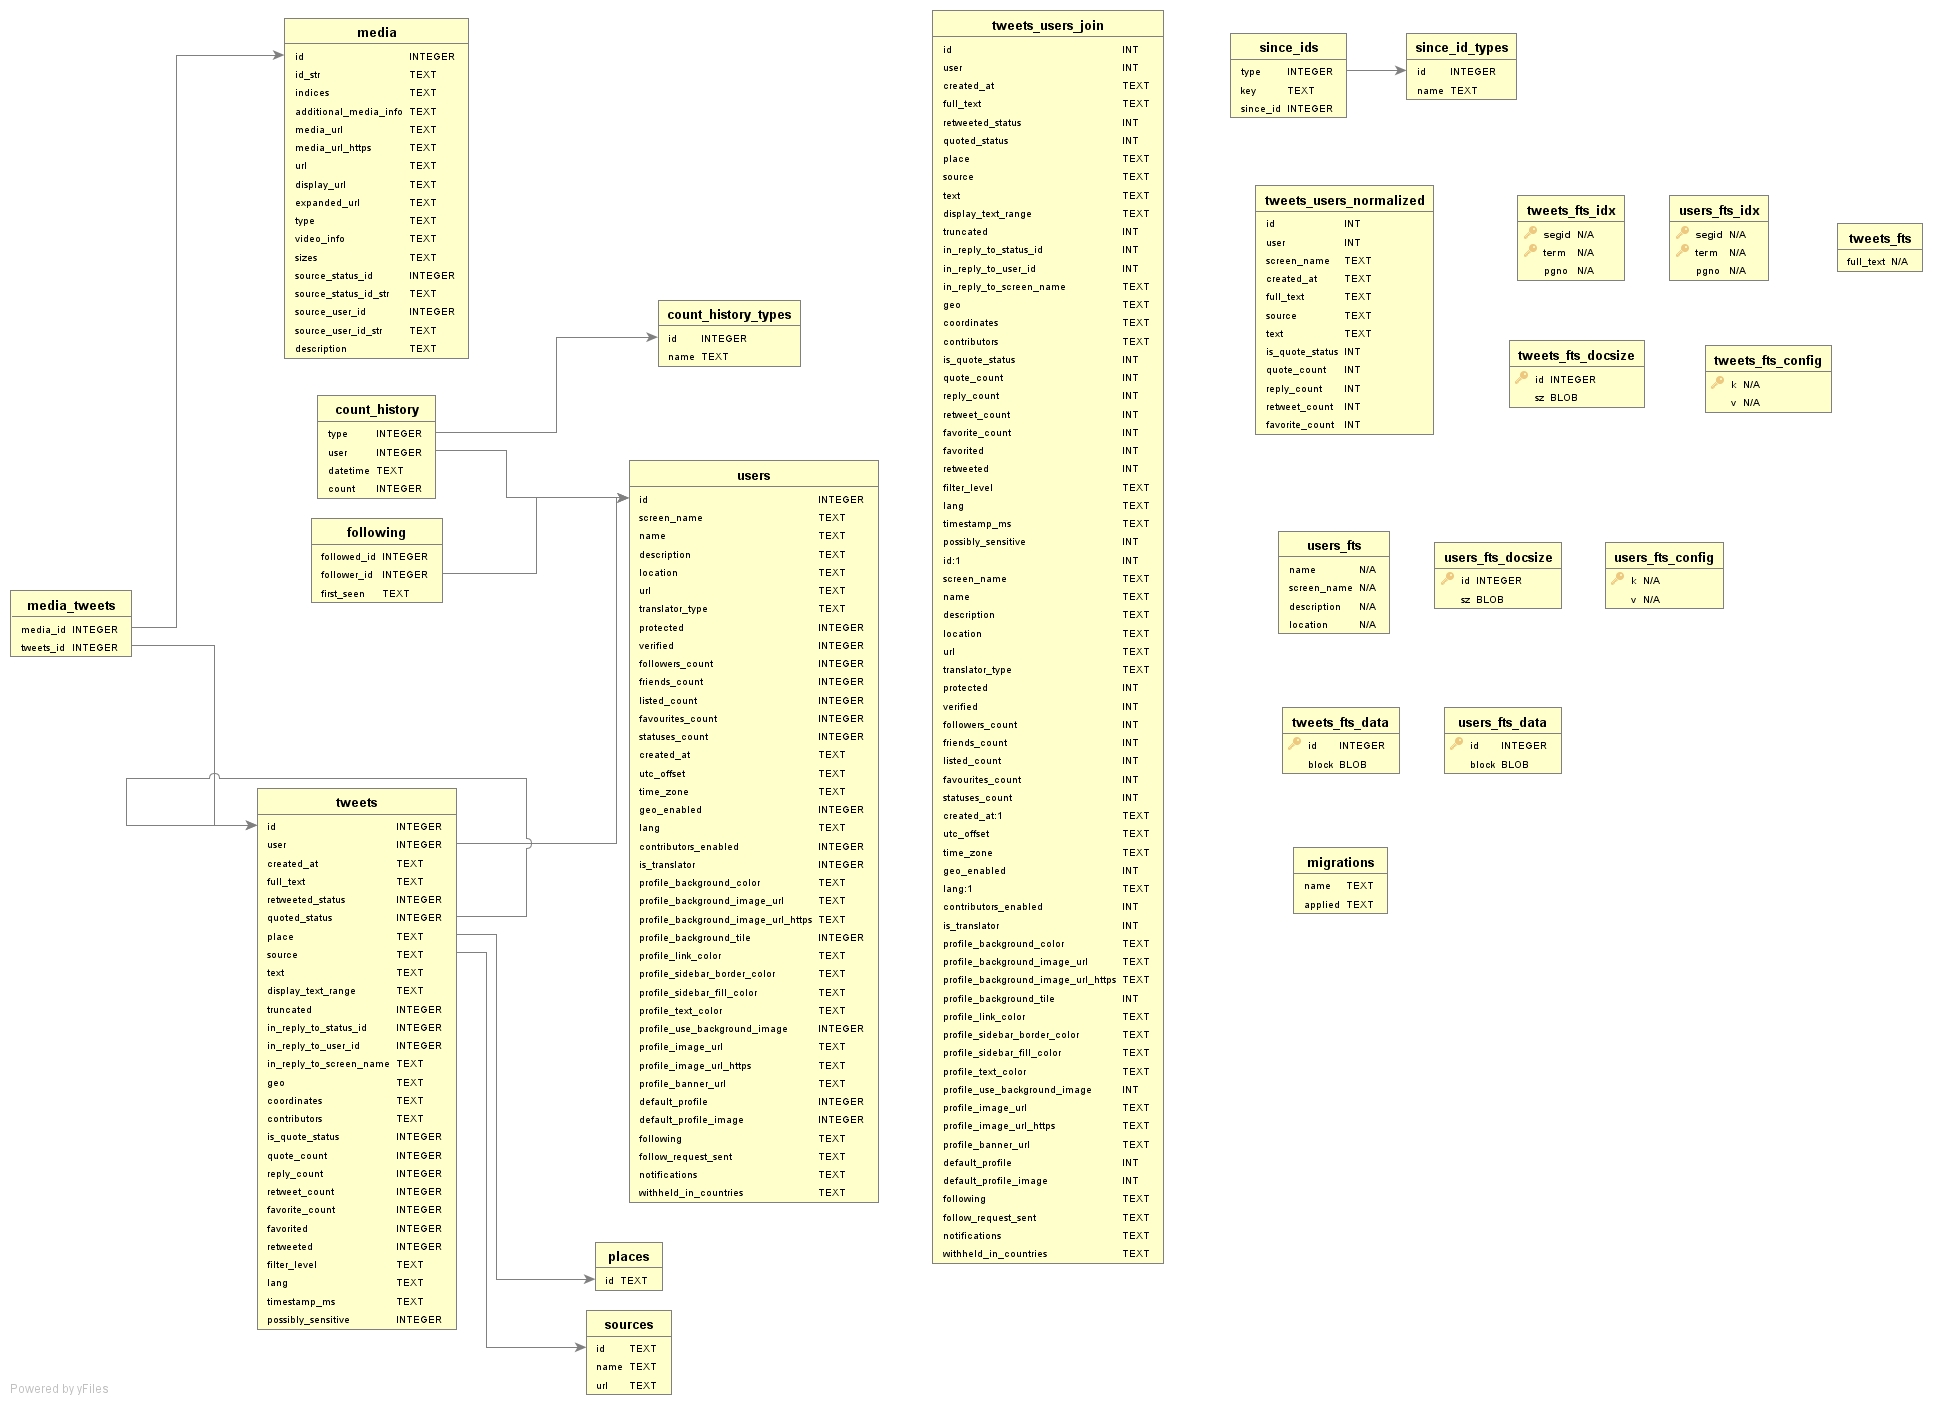 media
id INTEGER
id_str TEXT
indices TEXT
additional_media_info TEXT
media_url TEXT
media_url_https TEXT
url TEXT
display_url TEXT
expanded_url TEXT
type TEXT
video_info TEXT
sizes TEXT
source_status_id INTEGER
source_status_id_str TEXT
source_user_id INTEGER
source_user_id_str TEXT
description TEXT
count_history_types
id INTEGER
name TEXT
count_history
type INTEGER
user INTEGER
datetime TEXT
count INTEGER
following
followed_id INTEGER
follower_id INTEGER
first_seen TEXT
media_tweets
media_id INTEGER
tweets_id INTEGER
users
id INTEGER
screen_name TEXT
name TEXT
description TEXT
location TEXT
url TEXT
translator_type TEXT
protected INTEGER
verified INTEGER
followers_count INTEGER
friends_count INTEGER
listed_count INTEGER
favourites_count INTEGER
statuses_count INTEGER
created_at TEXT
utc_offset TEXT
time_zone TEXT
geo_enabled INTEGER
lang TEXT
contributors_enabled INTEGER
is_translator INTEGER
profile_background_color TEXT
profile_background_image_url TEXT
profile_background_image_url_https TEXT
profile_background_tile INTEGER
profile_link_color TEXT
profile_sidebar_border_color TEXT
profile_sidebar_fill_color TEXT
profile_text_color TEXT
profile_use_background_image INTEGER
profile_image_url TEXT
profile_image_url_https TEXT
profile_banner_url TEXT
default_profile INTEGER
default_profile_image INTEGER
following TEXT
follow_request_sent TEXT
notifications TEXT
withheld_in_countries TEXT
tweets
id INTEGER
user INTEGER
created_at TEXT
full_text TEXT
retweeted_status INTEGER
quoted_status INTEGER
place TEXT
source TEXT
text TEXT
display_text_range TEXT
truncated INTEGER
in_reply_to_status_id INTEGER
in_reply_to_user_id INTEGER
in_reply_to_screen_name TEXT
geo TEXT
coordinates TEXT
contributors TEXT
is_quote_status INTEGER
quote_count INTEGER
reply_count INTEGER
retweet_count INTEGER
favorite_count INTEGER
favorited INTEGER
retweeted INTEGER
filter_level TEXT
lang TEXT
timestamp_ms TEXT
possibly_sensitive INTEGER
places
id TEXT
sources
id TEXT
name TEXT
url TEXT
tweets_users_join
id INT
user INT
created_at TEXT
full_text TEXT
retweeted_status INT
quoted_status INT
place TEXT
source TEXT
text TEXT
display_text_range TEXT
truncated INT
in_reply_to_status_id INT
in_reply_to_user_id INT
in_reply_to_screen_name TEXT
geo TEXT
coordinates TEXT
contributors TEXT
is_quote_status INT
quote_count INT
reply_count INT
retweet_count INT
favorite_count INT
favorited INT
retweeted INT
filter_level TEXT
lang TEXT
timestamp_ms TEXT
possibly_sensitive INT
id:1 INT
screen_name TEXT
name TEXT
description TEXT
location TEXT
url TEXT
translator_type TEXT
protected INT
verified INT
followers_count INT
friends_count INT
listed_count INT
favourites_count INT
statuses_count INT
created_at:1 TEXT
utc_offset TEXT
time_zone TEXT
geo_enabled INT
lang:1 TEXT
contributors_enabled INT
is_translator INT
profile_background_color TEXT
profile_background_image_url TEXT
profile_background_image_url_https TEXT
profile_background_tile INT
profile_link_color TEXT
profile_sidebar_border_color TEXT
profile_sidebar_fill_color TEXT
profile_text_color TEXT
profile_use_background_image INT
profile_image_url TEXT
profile_image_url_https TEXT
profile_banner_url TEXT
default_profile INT
default_profile_image INT
following TEXT
follow_request_sent TEXT
notifications TEXT
withheld_in_countries TEXT
since_ids
type INTEGER
key TEXT
since_id INTEGER
since_id_types
id INTEGER
name TEXT
tweets_users_normalized
id INT
user INT
screen_name TEXT
created_at TEXT
full_text TEXT
source TEXT
text TEXT
is_quote_status INT
quote_count INT
reply_count INT
retweet_count INT
favorite_count INT
tweets_fts_idx
segid N/A
term N/A
pgno N/A
users_fts_idx
segid N/A
term N/A
pgno N/A
tweets_fts
full_text N/A
tweets_fts_docsize
id INTEGER
sz BLOB
tweets_fts_config
k N/A
v N/A
users_fts
name N/A
screen_name N/A
description N/A
location N/A
users_fts_docsize
id INTEGER
sz BLOB
users_fts_config
k N/A
v N/A
tweets_fts_data
id INTEGER
block BLOB
users_fts_data
id INTEGER
block BLOB
migrations
name TEXT
applied TEXT
Powered by yFiles